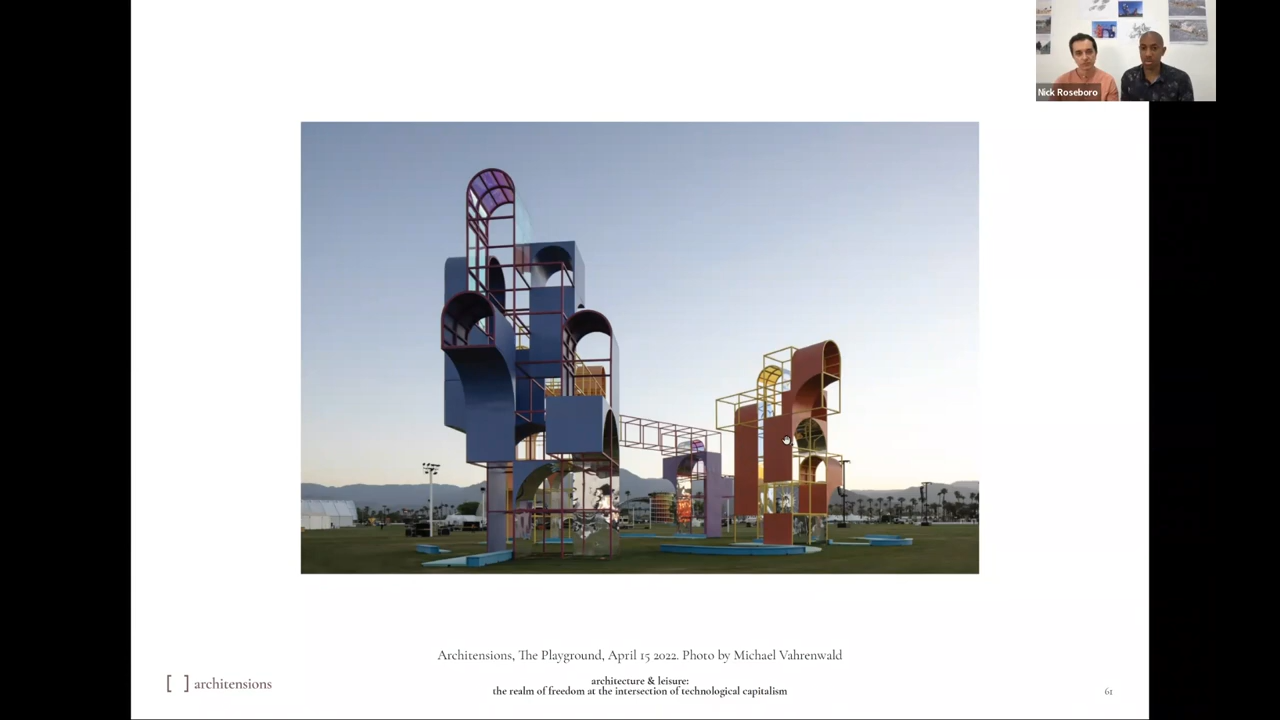 Nick Roseboro
Architensions, The Playground, April 15 2022. Photo by Michael Vahrenwald
[ ] architensions
architecture & leisure:
the realm of freedom at the intersection of technological capitalism
61